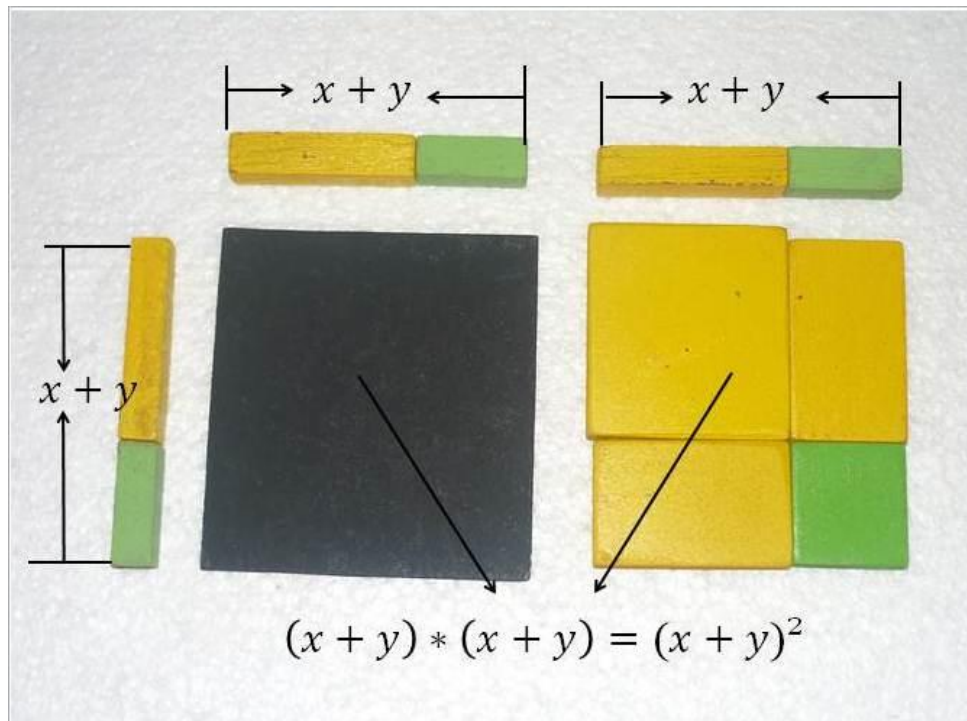 x + y
x + y
x + y
(x + y) * (x + y) = (x + y)²